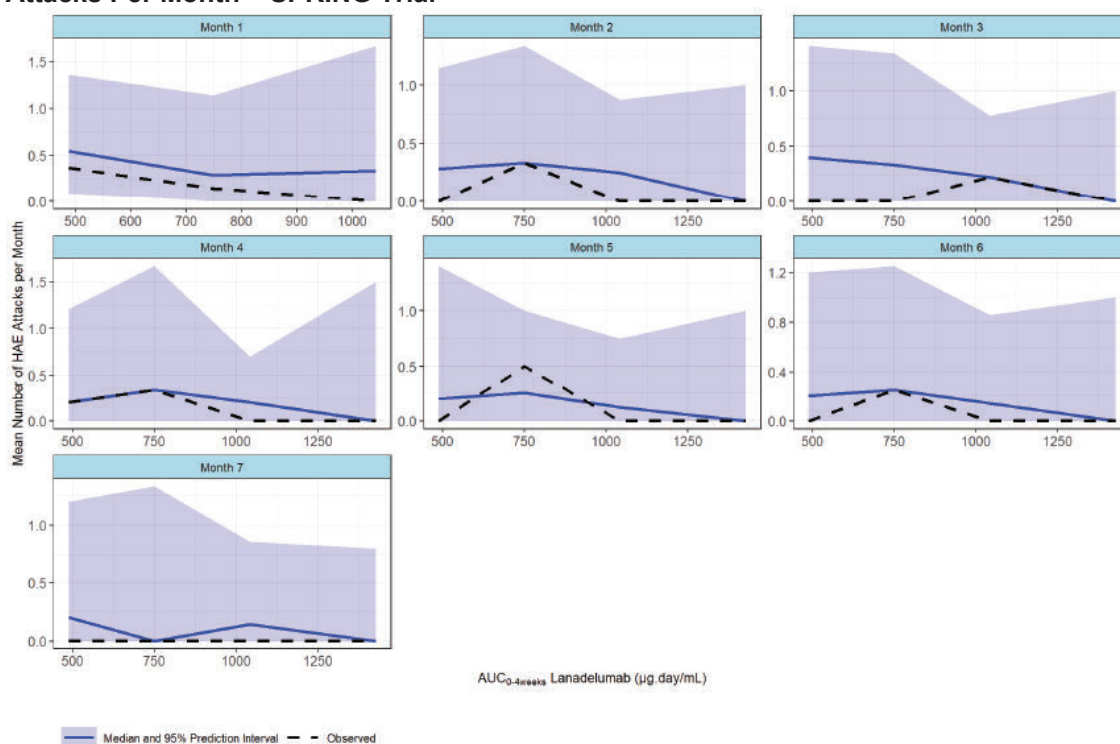 Attacks Per Month
Month 1
Month 2
Month 3
1.5
1.0
0.5
0.0
500 600 700 800 900 1000
1.0
0.5
0.0
500 750 1000 1250
1.0
0.5
0.0
500 750 1000 1250
Mean Number of HAE Attacks per Month
Month 4
Month 5
Month 6
1.5
1.0
0.5
0.0
500 750 1000 1250
1.0
0.5
0.0
500 750 1000 1250
1.2
0.8
0.4
0.0
500 750 1000 1250
Month 7
1.0
0.5
0.0
500 750 1000 1250
AUC0-4weeks Lanadelumab (µg.day/mL)
Median and 95% Prediction Interval Observed